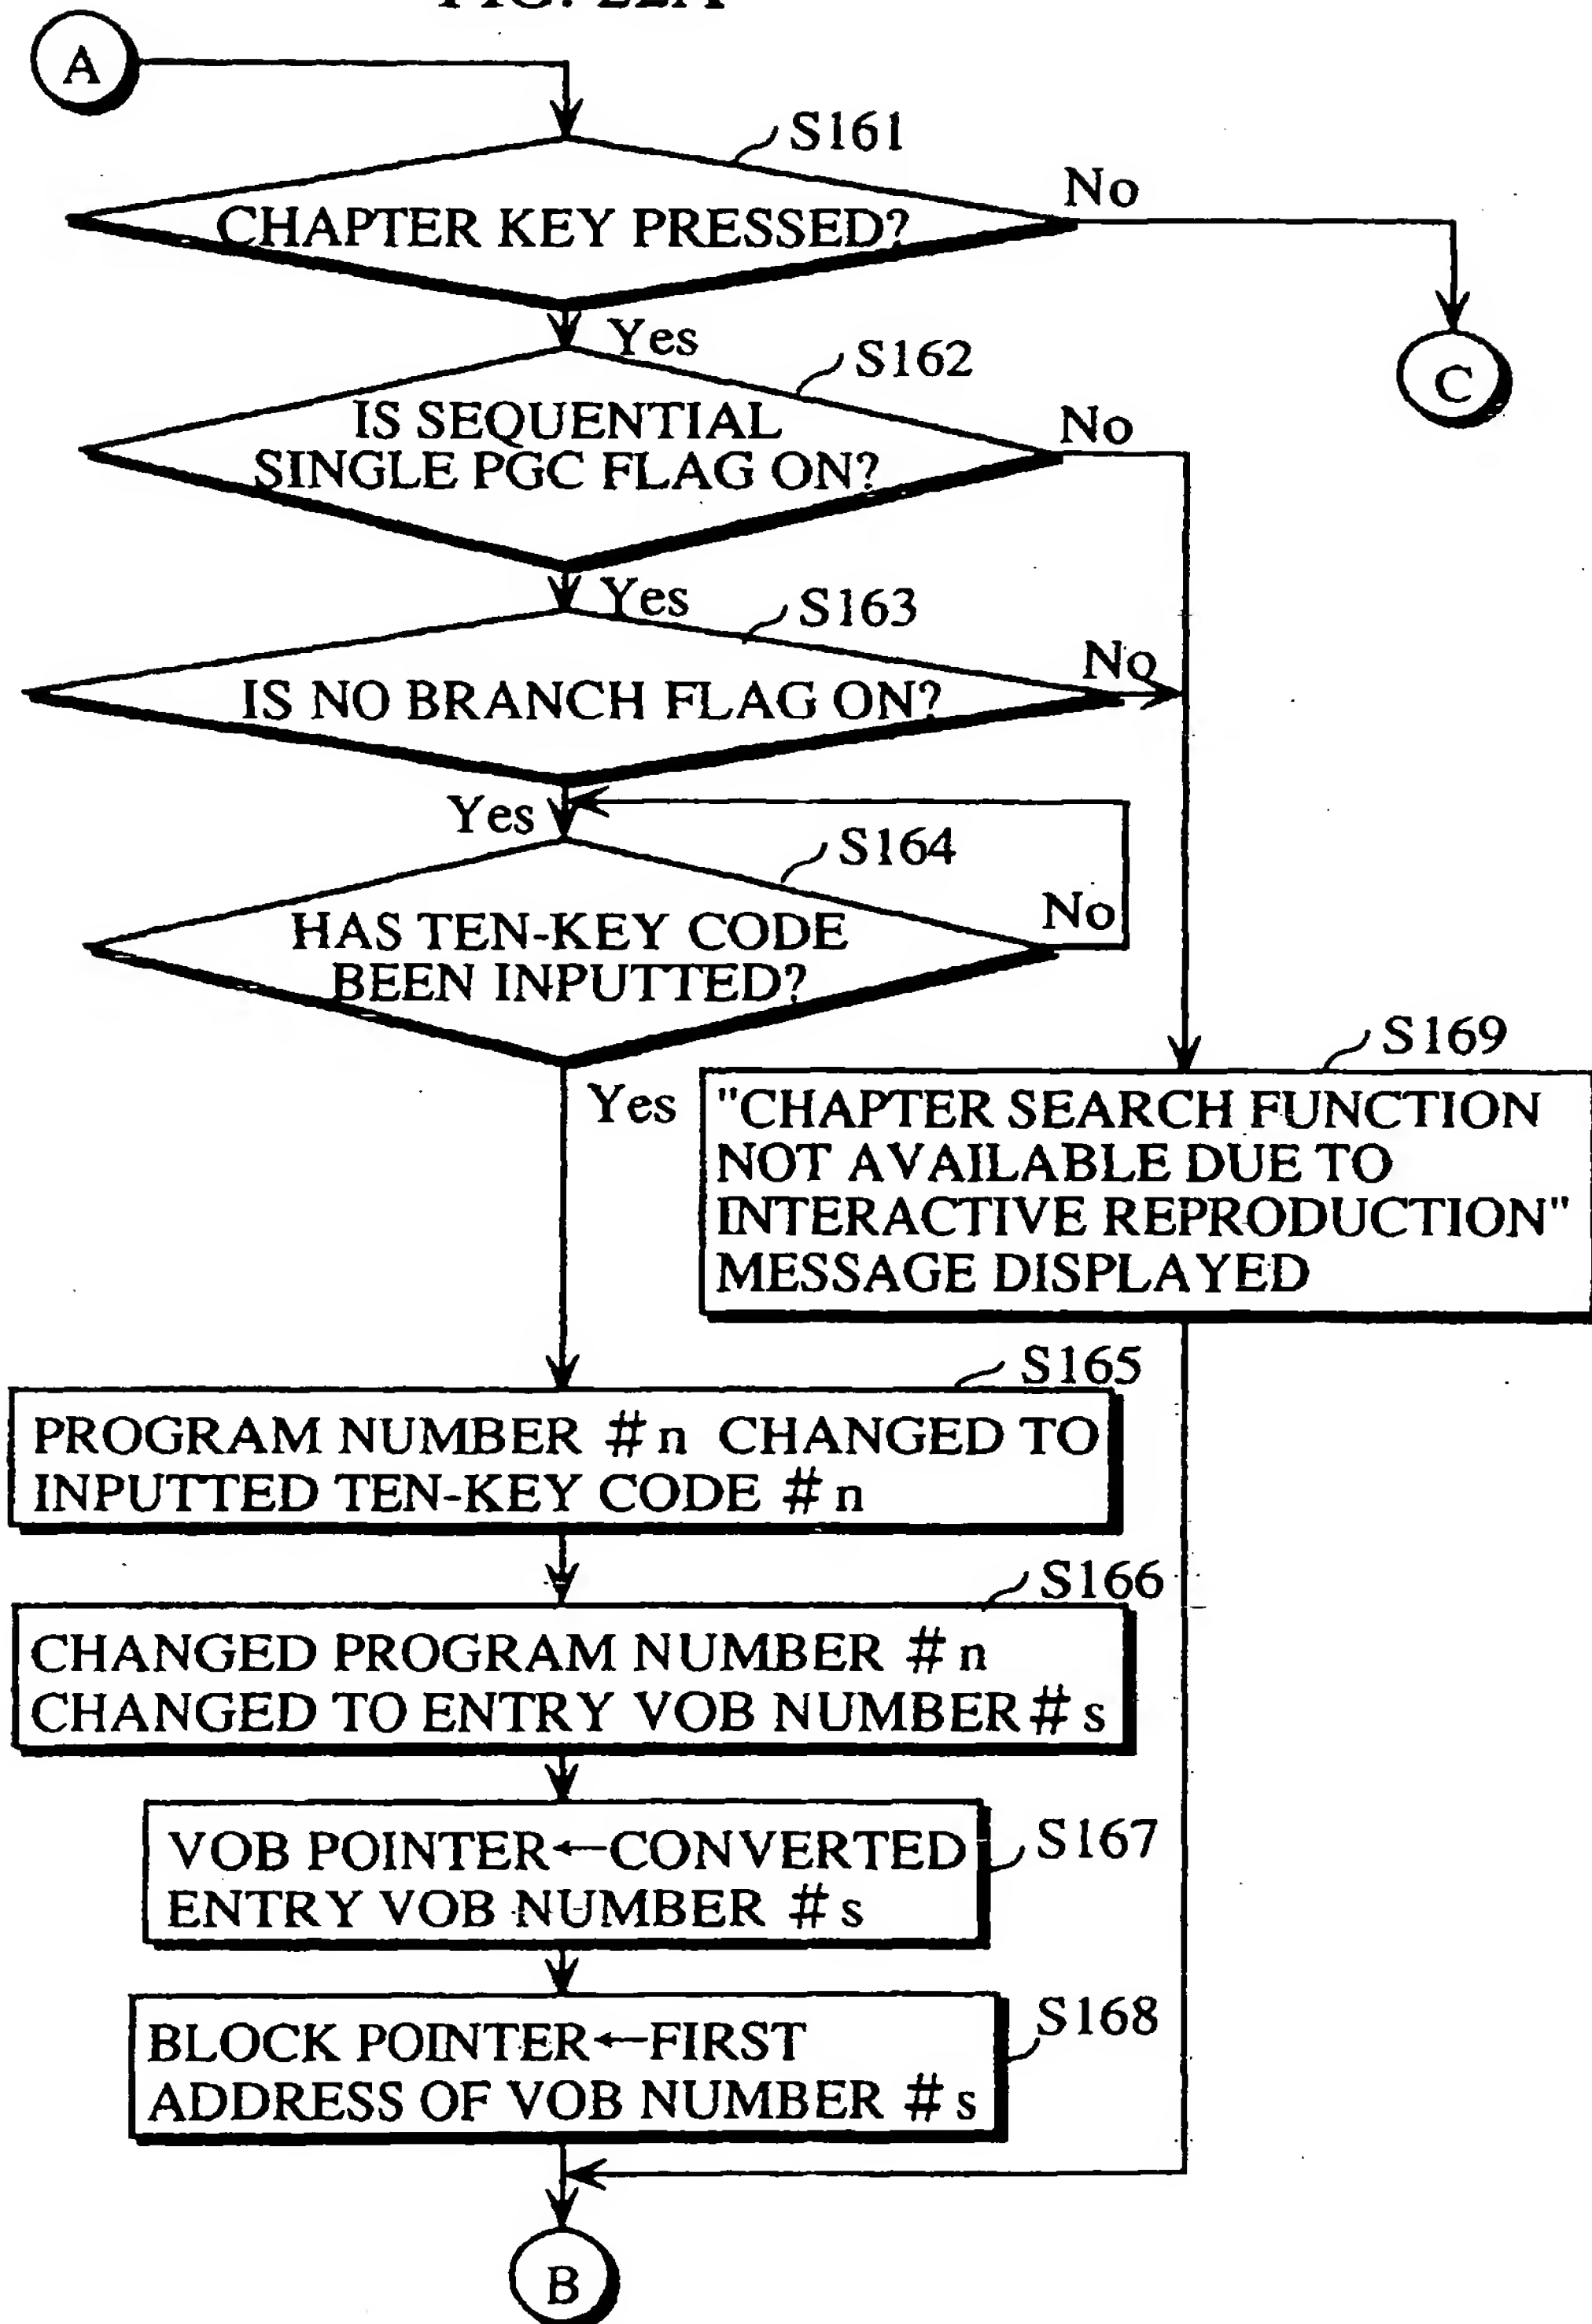 A
S161
CHAPTER KEY PRESSED?
No
C
Yes
S162
IS SEQUENTIAL
SINGLE PGC FLAG ON?
No
Yes
S163
IS NO BRANCH FLAG ON?
No
Yes
S164
HAS TEN-KEY CODE
BEEN INPUTTED?
No
Yes
S169
"CHAPTER SEARCH FUNCTION
NOT AVAILABLE DUE TO
INTERACTIVE REPRODUCTION"
MESSAGE DISPLAYED
S165
PROGRAM NUMBER #n CHANGED TO
INPUTTED TEN-KEY CODE #n
S166
CHANGED PROGRAM NUMBER #n
CHANGED TO ENTRY VOB NUMBER #s
S167
VOB POINTER←CONVERTED
ENTRY VOB NUMBER #s
S168
BLOCK POINTER←FIRST
ADDRESS OF VOB NUMBER #s
B